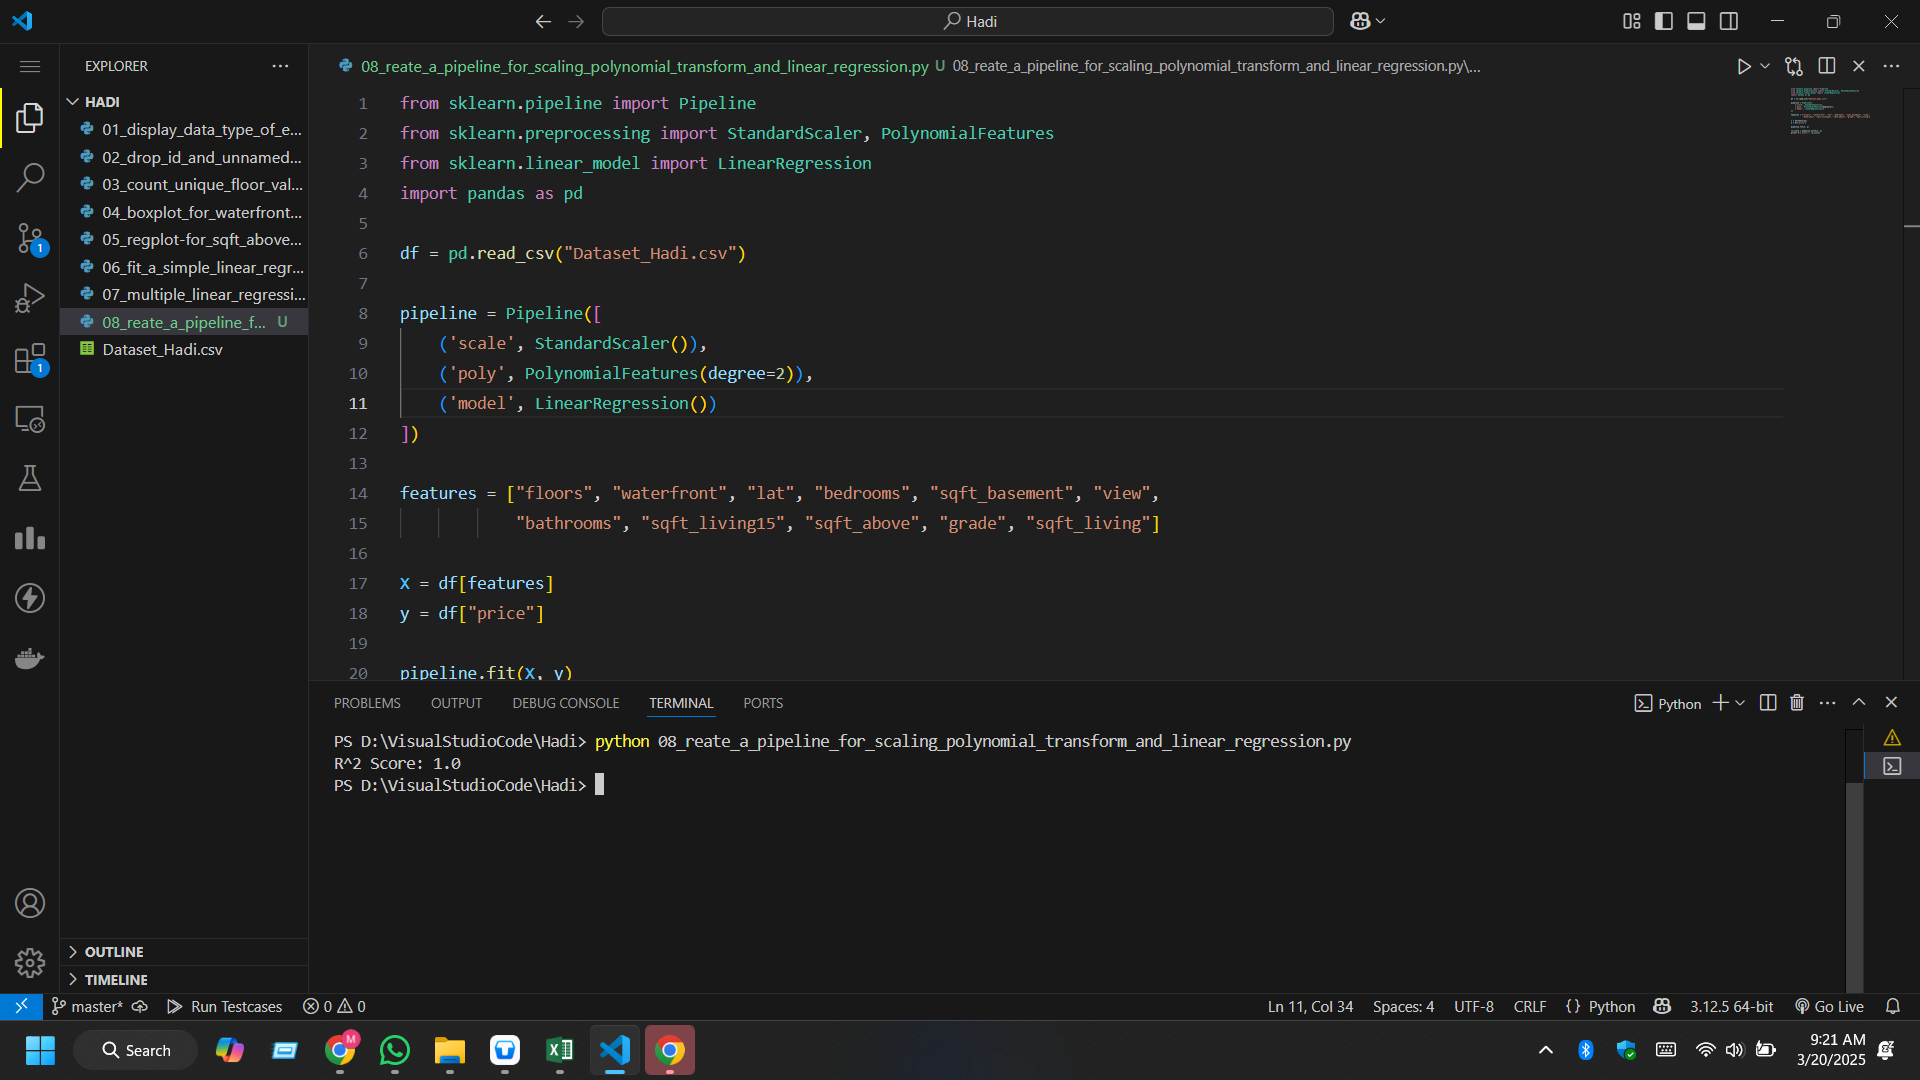 Hadi
EXPLORER
HADI
01_display_data_type_of_e...
02_drop_id_and_unnamed...
03_count_unique_floor_val...
04_boxplot_for_waterfront...
05_regplot-for_sqft_above...
06_fit_a_simple_linear_regr...
07_multiple_linear_regressi...
08_reate_a_pipeline_f... U
Dataset_Hadi.csv
OUTLINE
TIMELINE
08_reate_a_pipeline_for_scaling_polynomial_transform_and_linear_regression.py U 08_reate_a_pipeline_for_scaling_polynomial_transform_and_linear_regression.py\...
1 from sklearn.pipeline import Pipeline
2 from sklearn.preprocessing import StandardScaler, PolynomialFeatures
3 from sklearn.linear_model import LinearRegression
4 import pandas as pd
5
6 df = pd.read_csv("Dataset_Hadi.csv")
7
8 pipeline = Pipeline([
9 ('scale', StandardScaler()),
10 ('poly', PolynomialFeatures(degree=2)),
11 ('model', LinearRegression())
12 ])
13
14 features = ["floors", "waterfront", "lat", "bedrooms", "sqft_basement", "view",
15 "bathrooms", "sqft_living15", "sqft_above", "grade", "sqft_living"]
16
17 X = df[features]
18 y = df["price"]
19
20 pipeline.fit(X, y)
PROBLEMS OUTPUT DEBUG CONSOLE TERMINAL PORTS
Python
PS D:\VisualStudioCode\Hadi> python 08_reate_a_pipeline_for_scaling_polynomial_transform_and_linear_regression.py
R^2 Score: 1.0
PS D:\VisualStudioCode\Hadi>
1
1
master* Run Testcases 0 0 Ln 11, Col 34 Spaces: 4 UTF-8 CRLF {} Python 3.12.5 64-bit Go Live
Search
M
9:21 AM
3/20/2025